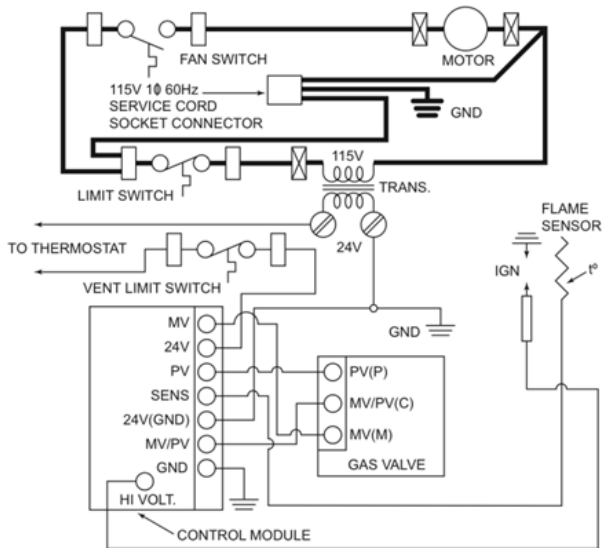 FAN SWITCH
MOTOR
115V 1ϕ 60Hz
SERVICE CORD
SOCKET CONNECTOR
GND
LIMIT SWITCH
115V
TRANS.
24V
TO THERMOSTAT
VENT LIMIT SWITCH
FLAME
SENSOR
IGN
t°
GND
MV
24V
PV
SENS
24V(GND)
MV/PV
GND
HI VOLT.
PV(P)
MV/PV(C)
MV(M)
GAS VALVE
CONTROL MODULE